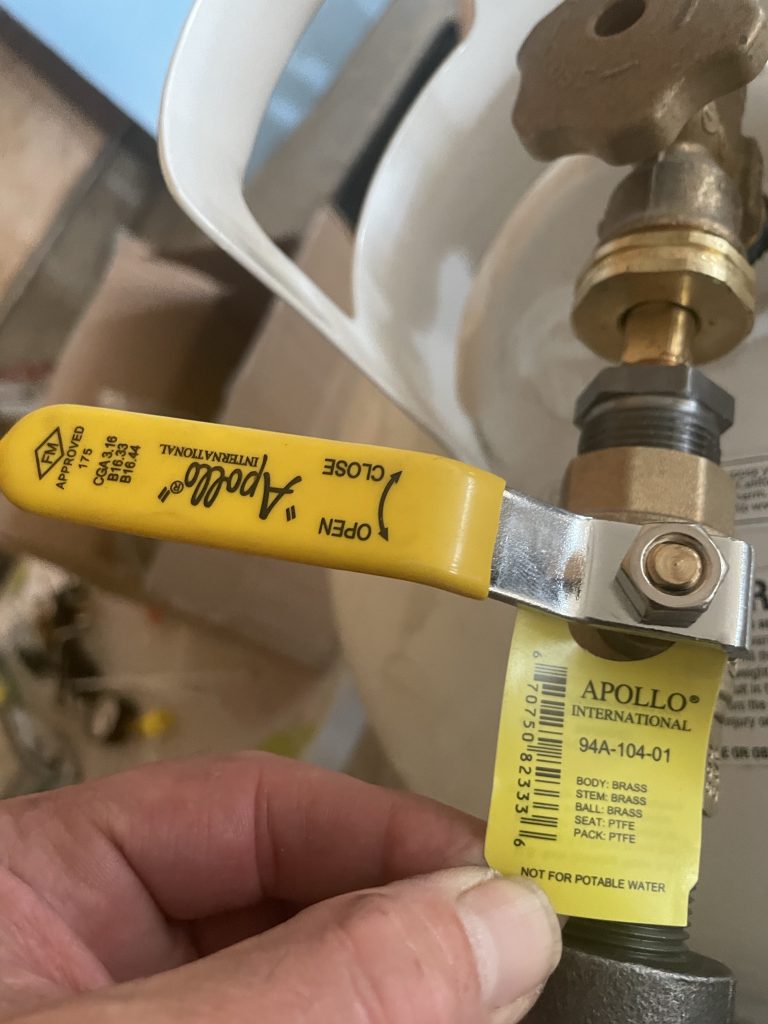 FM
APPROVED
175
CGA 3.16
B16.33
B16.44
"Apollo"®
INTERNATIONAL
CLOSE
OPEN
APOLLO®
INTERNATIONAL
94A-104-01
BODY: BRASS
STEM: BRASS
BALL: BRASS
SEAT: PTFE
PACK: PTFE
NOT FOR POTABLE WATER
6 70750 82333 6